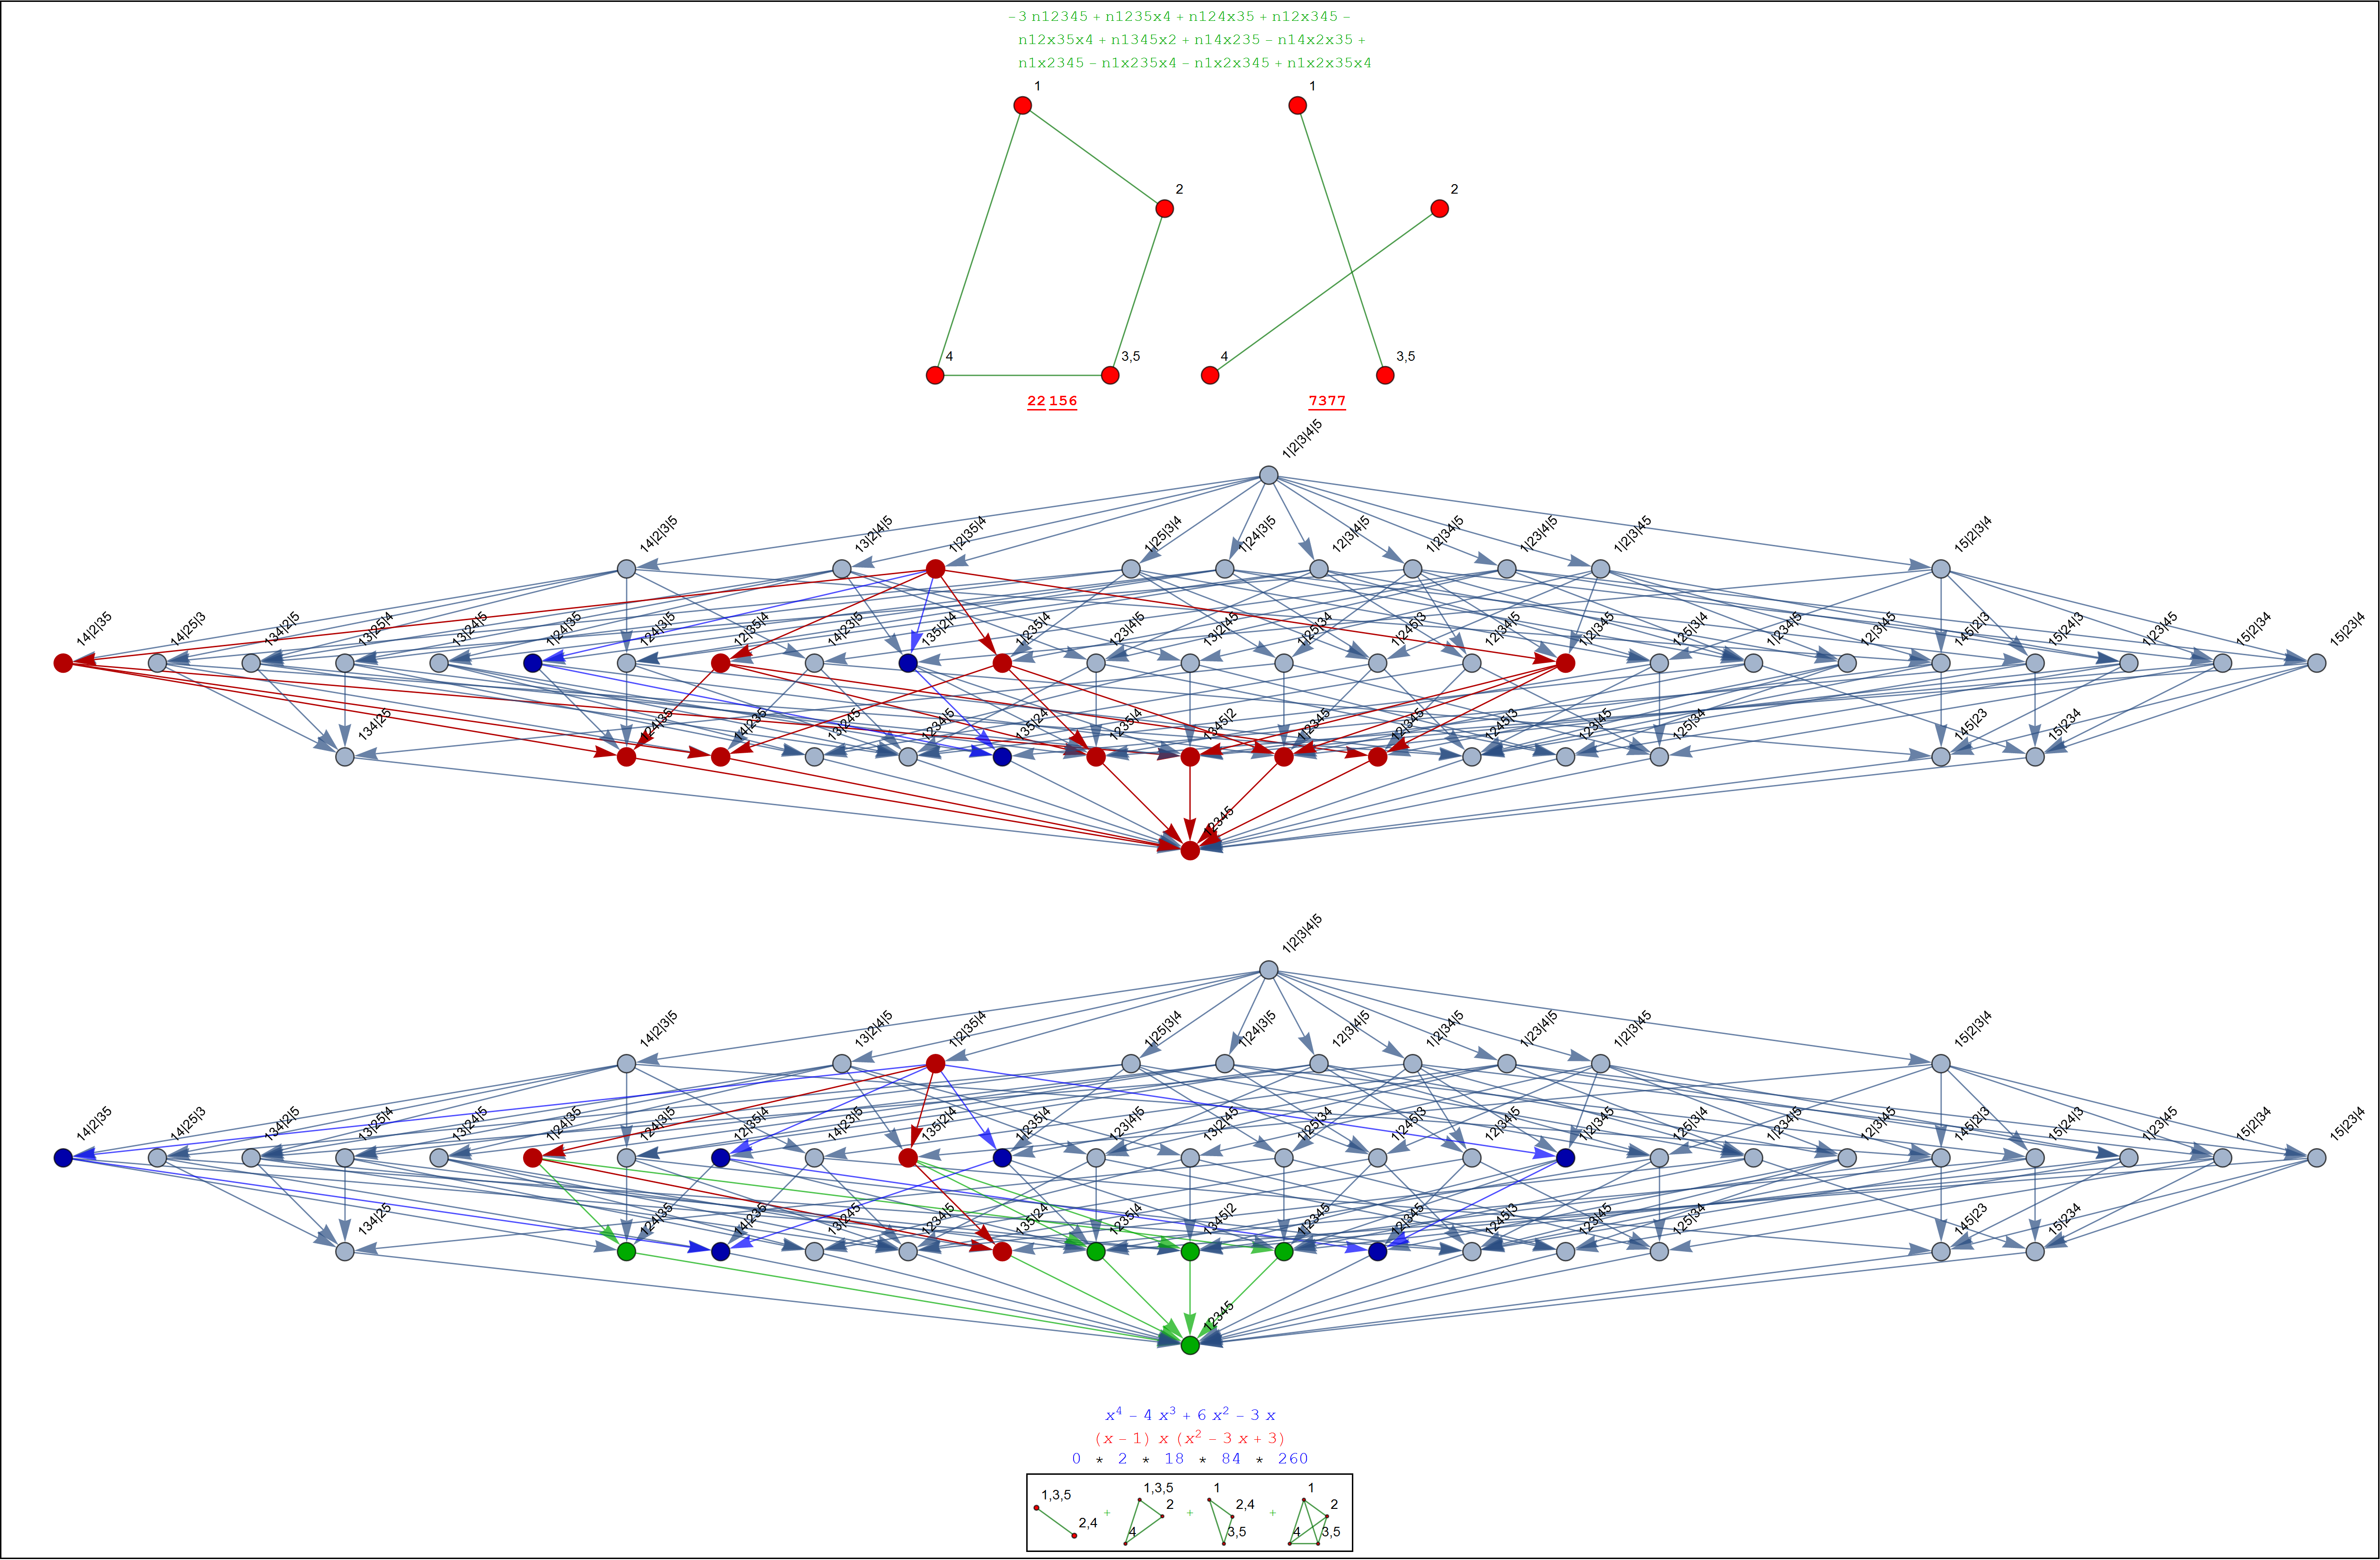 -3 n12345 + n1235x4 + n124x35 + n12x345 -
n12x35x4 + n1345x2 + n14x235 - n14x2x35 +
n1x2345 - n1x235x4 - n1x2x345 + n1x2x35x4
1 1
2 2
4 3,5 4 3,5
22 156 7377
1|2|3|4|5
14|2|3|5 13|2|4|5 1|2|35|4 1|25|3|4 1|24|3|5 12|3|4|5 1|2|34|5 1|23|4|5 1|2|3|45 15|2|3|4
14|2|35 14|25|3 134|2|5 13|25|4 13|24|5 1|24|35 124|3|5 12|35|4 14|23|5 135|2|4 1|235|4 123|4|5 13|2|45 1|25|34 1|245|3 12|34|5 1|2|345 125|3|4 1|234|5 12|3|45 145|2|3 15|24|3 1|23|45 15|2|34 15|23|4
134|25 124|35 14|235 13|245 1234|5 135|24 1235|4 1345|2 1|2345 12|345 1245|3 123|45 125|34 145|23 15|234
12345
1|2|3|4|5
14|2|3|5 13|2|4|5 1|2|35|4 1|25|3|4 1|24|3|5 12|3|4|5 1|2|34|5 1|23|4|5 1|2|3|45 15|2|3|4
14|2|35 14|25|3 134|2|5 13|25|4 13|24|5 1|24|35 124|3|5 12|35|4 14|23|5 135|2|4 1|235|4 123|4|5 13|2|45 1|25|34 1|245|3 12|34|5 1|2|345 125|3|4 1|234|5 12|3|45 145|2|3 15|24|3 1|23|45 15|2|34 15|23|4
134|25 124|35 14|235 13|245 1234|5 135|24 1235|4 1345|2 1|2345 12|345 1245|3 123|45 125|34 145|23 15|234
12345
x⁴ - 4 x³ + 6 x² - 3 x
(x - 1) x (x² - 3 x + 3)
0 * 2 * 18 * 84 * 260
1,3,5 1,3,5 1 1
+ 2 + 2,4 + 2
2,4 4 3,5 4 3,5